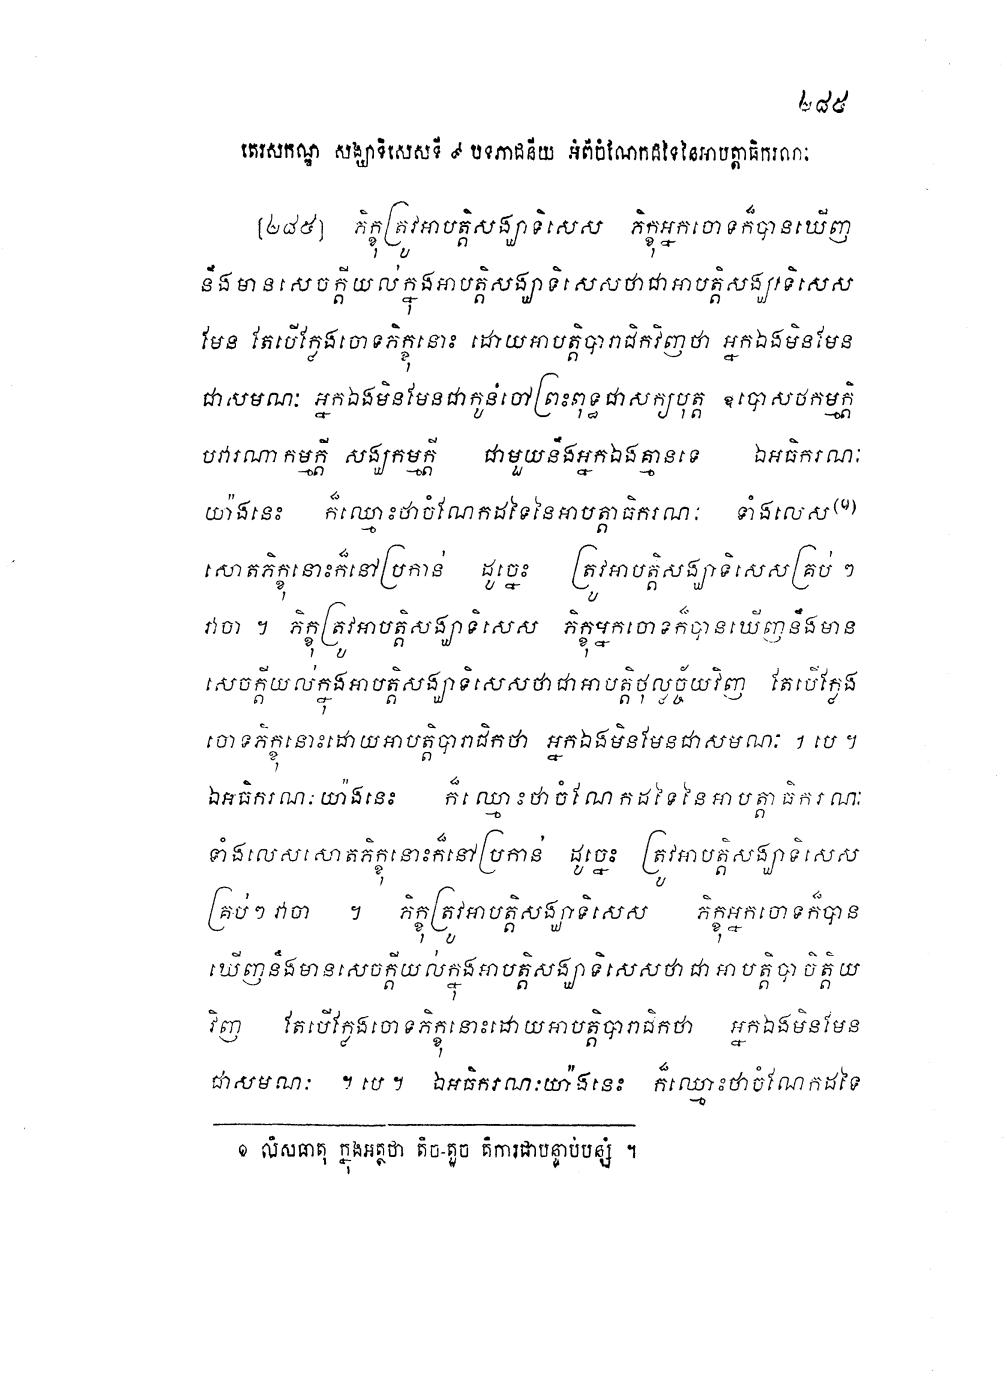 ២៨៥
តេរសកណ្ឌ សង្ឃាទិសេសទី ៩ បទភាជនីយ អំពីចំណែកដទៃនៃអាបត្តាធិករណៈ
[២៨៥] ភិក្ខុត្រូវអាបត្តិសង្ឃាទិសេស ភិក្ខុអ្នកចោទក៏បានឃើញ
នឹងមានសេចក្តីយល់ក្នុងអាបត្តិសង្ឃាទិសេសថាជាអាបត្តិសង្ឃាទិសេស
មែន តែបើក្លែងចោទភិក្ខុនោះ ដោយអាបត្តិបារាជិកវិញថា អ្នកឯងមិនមែន
ជាសមណៈ អ្នកឯងមិនមែនជាកូនចៅព្រះពុទ្ធជាសក្យបុត្ត ឧបោសថកម្មក្តី
បវារណាកម្មក្តី សង្ឃកម្មក្តី ជាមួយនឹងអ្នកឯងគ្មានទេ ឯអធិករណៈ
យ៉ាងនេះ ក៏ឈ្មោះថាចំណែកដទៃនៃអាបត្តាធិករណៈ ទាំងលេស(១)
សោតភិក្ខុនោះក៏នៅប្រកាន់ ដូច្នេះ ត្រូវអាបត្តិសង្ឃាទិសេសគ្រប់ ៗ
វាចា ។ ភិក្ខុត្រូវអាបត្តិសង្ឃាទិសេស ភិក្ខុអ្នកចោទក៏បានឃើញនឹងមាន
សេចក្តីយល់ក្នុងអាបត្តិសង្ឃាទិសេសថាជាអាបត្តិថុល្លច្ច័យវិញ តែបើក្លែង
ចោទភិក្ខុនោះដោយអាបត្តិបារាជិកថា អ្នកឯងមិនមែនជាសមណៈ ។ បេ ។
ឯអធិករណៈយ៉ាងនេះ ក៏ឈ្មោះថាចំណែកដទៃនៃអាបត្តាធិករណៈ
ទាំងលេសសោតភិក្ខុនោះក៏នៅប្រកាន់ ដូច្នេះ ត្រូវអាបត្តិសង្ឃាទិសេស
គ្រប់ៗវាចា ។ ភិក្ខុត្រូវអាបត្តិសង្ឃាទិសេស ភិក្ខុអ្នកចោទក៏បាន
ឃើញនឹងមានសេចក្តីយល់ក្នុងអាបត្តិសង្ឃាទិសេសថាជាអាបត្តិបាចិត្តិយ
វិញ តែបើក្លែងចោទភិក្ខុនោះដោយអាបត្តិបារាជិកថា អ្នកឯងមិនមែន
ជាសមណៈ ។ បេ ។ ឯអធិករណៈយ៉ាងនេះ ក៏ឈ្មោះថាចំណែកដទៃ
១ លិសធាតុ ក្នុងអត្ថថា តិច-តួច គឺការជាបន្ទាប់បន្សំ ។